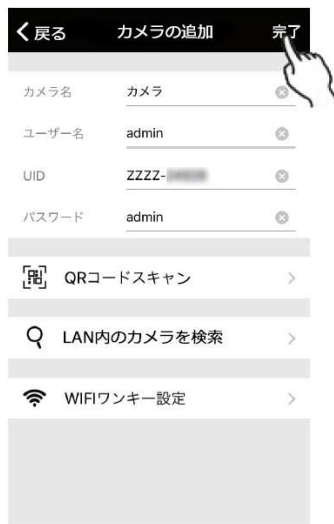 戻る カメラの追加 完了
カメラ名 カメラ
ユーザー名 admin
UID ZZZZ-
パスワード admin
QRコードスキャン
LAN内のカメラを検索
WIFIワンキー設定